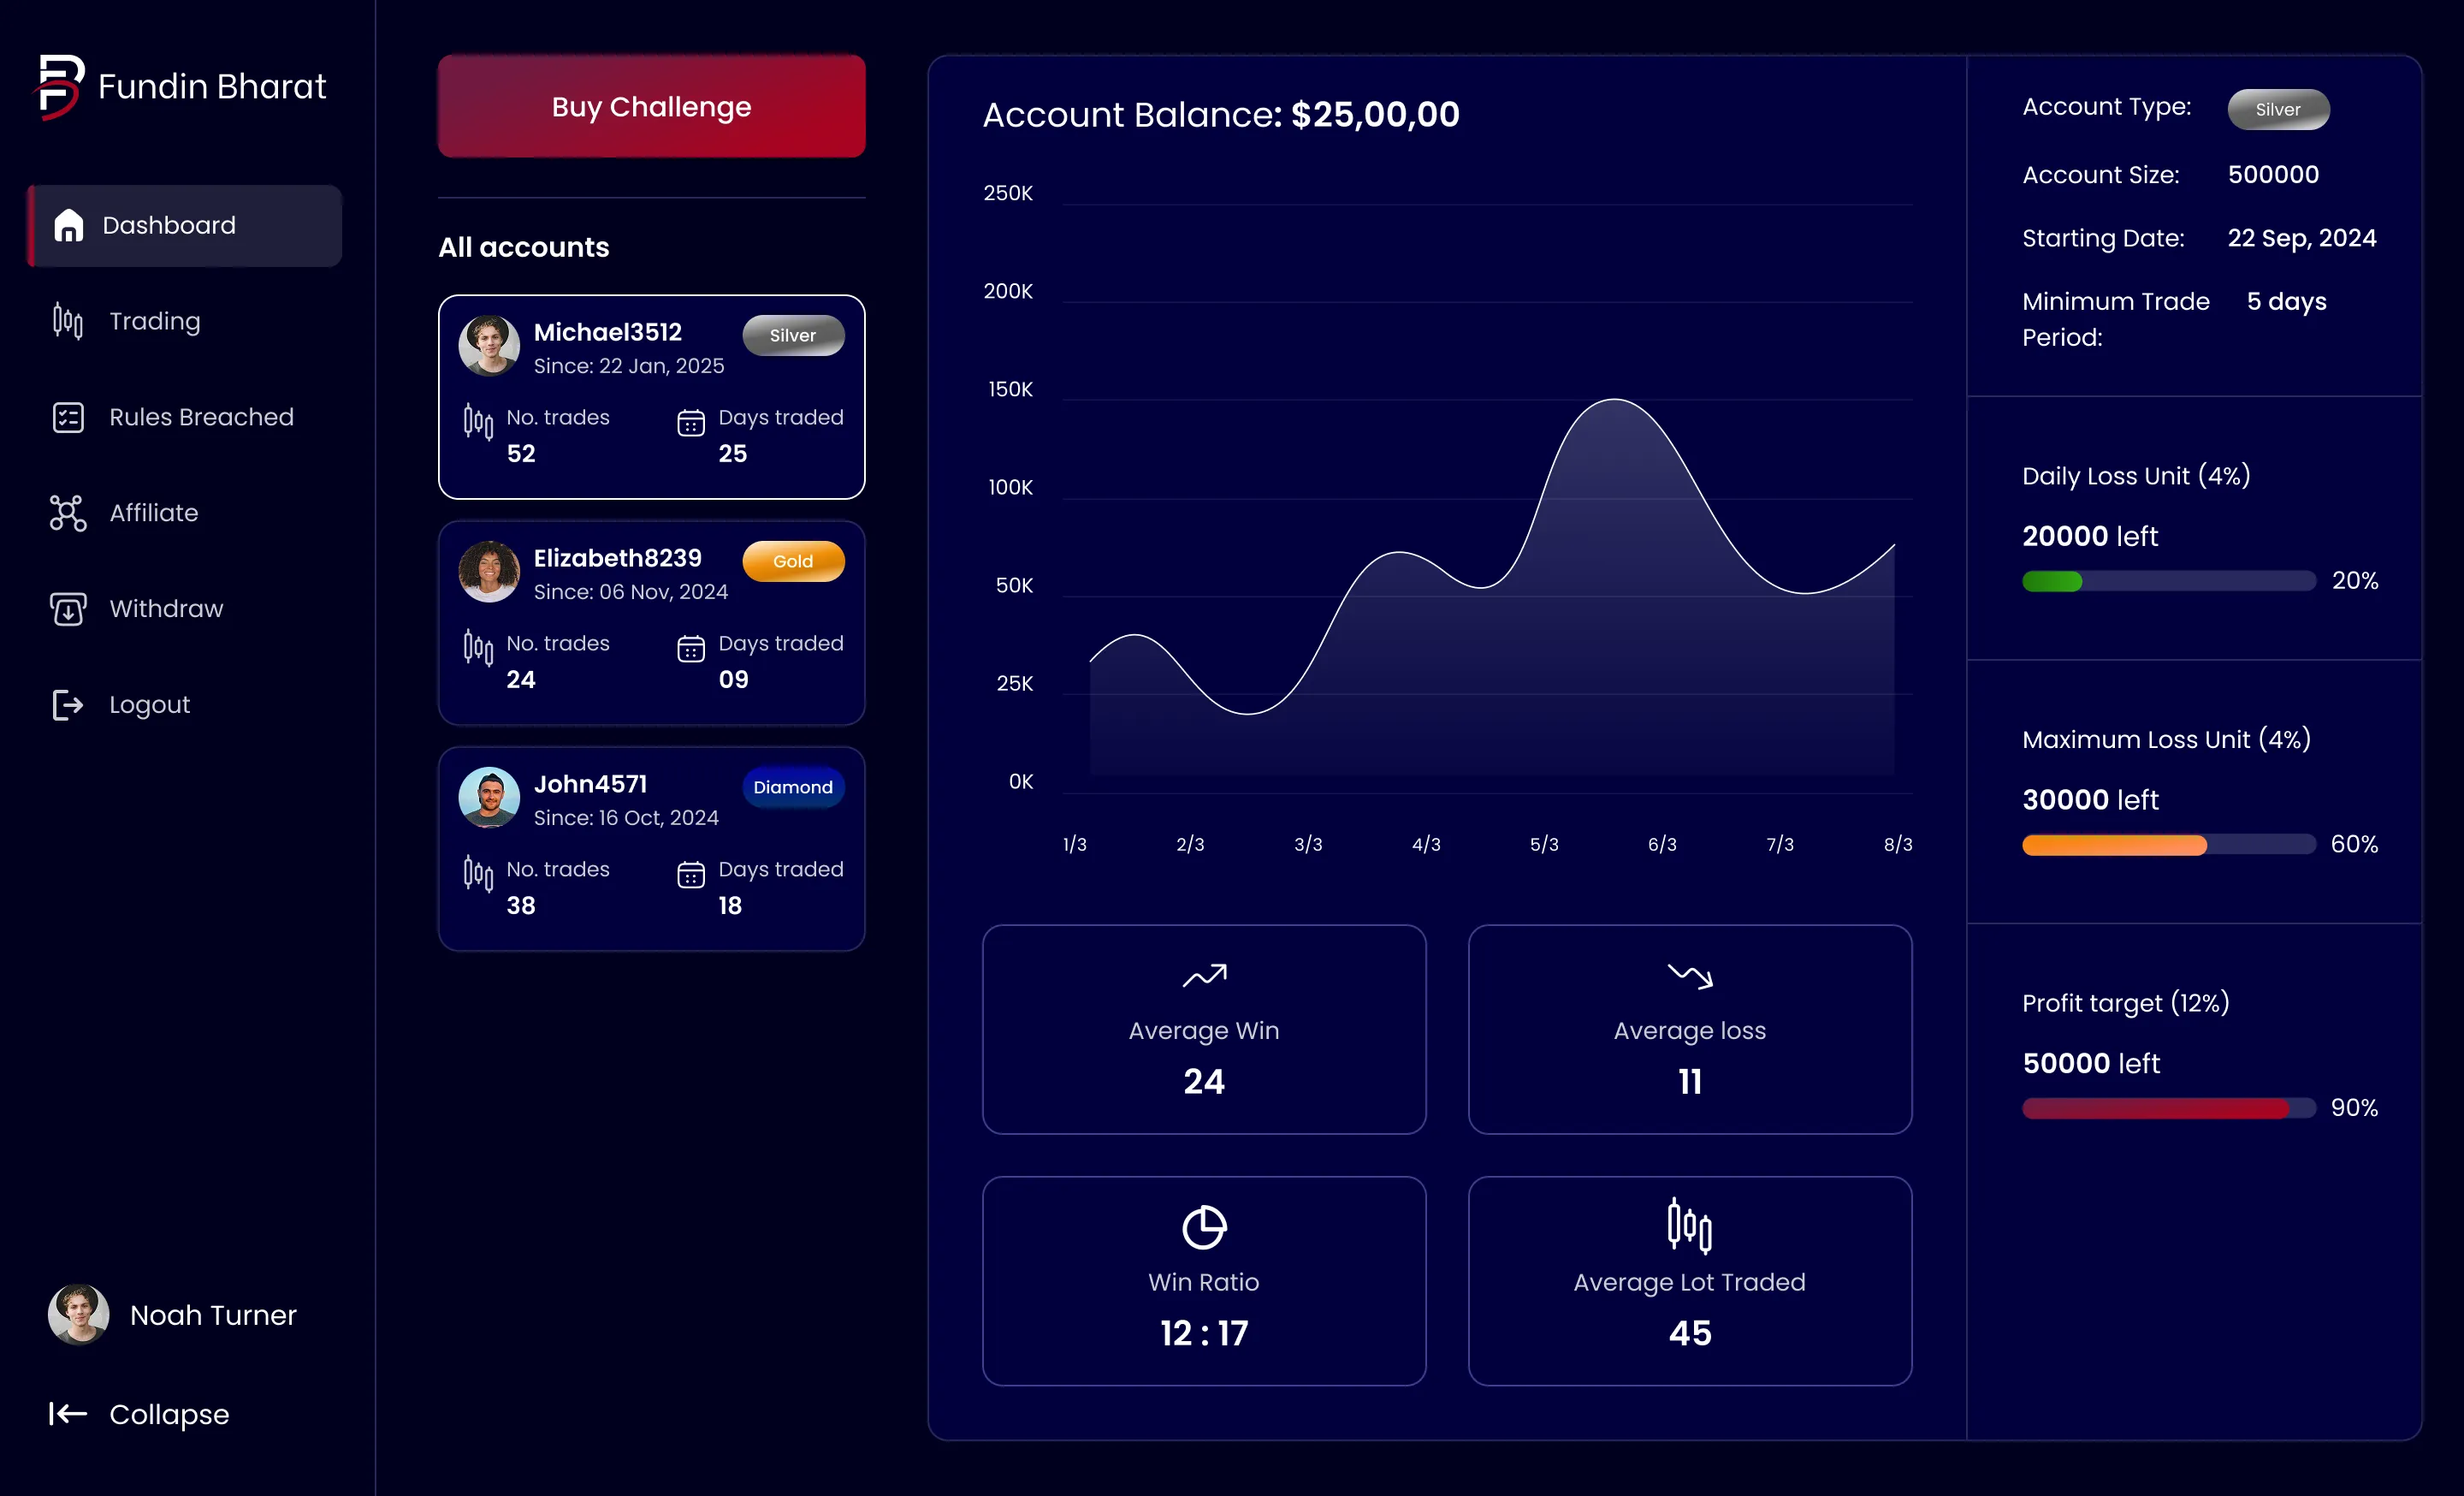 Fundin Bharat
Dashboard
Trading
Rules Breached
Affiliate
Withdraw
Logout
Noah Turner
Collapse
Buy Challenge
All accounts
Michael3512
Silver
Since: 22 Jan, 2025
No. trades
52
Days traded
25
Elizabeth8239
Gold
Since: 06 Nov, 2024
No. trades
24
Days traded
09
John4571
Diamond
Since: 16 Oct, 2024
No. trades
38
Days traded
18
Account Balance: $25,00,00
250K
200K
150K
100K
50K
25K
0K
1/3 2/3 3/3 4/3 5/3 6/3 7/3 8/3
Average Win
24
Average loss
11
Win Ratio
12 : 17
Average Lot Traded
45
Account Type: Silver
Account Size: 500000
Starting Date: 22 Sep, 2024
Minimum Trade 5 days
Period:
Daily Loss Unit (4%)
20000 left
20%
Maximum Loss Unit (4%)
30000 left
60%
Profit target (12%)
50000 left
90%